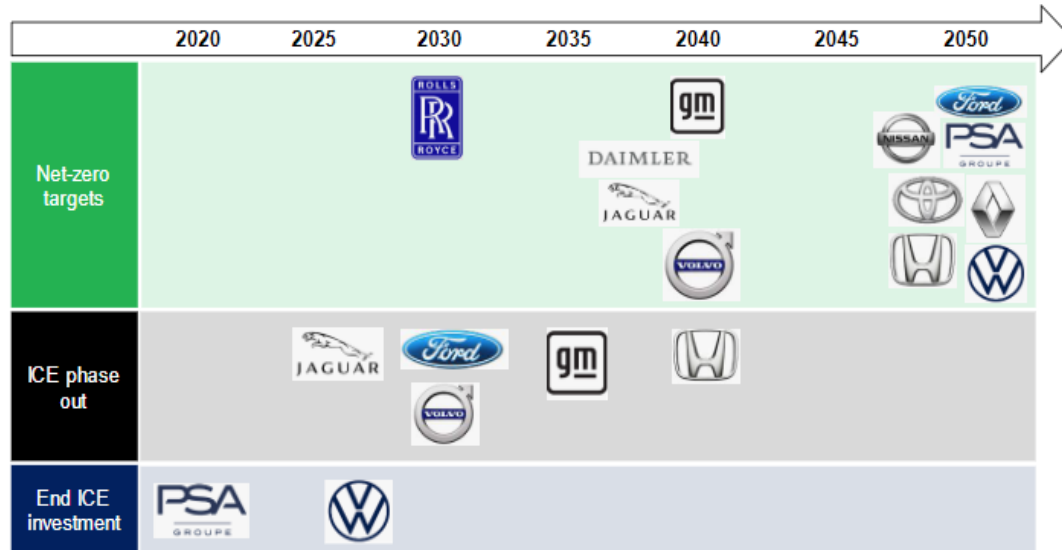 2020 2025 2030 2035 2040 2045 2050
Net-zero
targets
ROLLS
RR
ROYCE
gm
DAIMLER
JAGUAR
VOLVO
Ford
NISSAN
PSA
GROUPE
ICE phase
out
JAGUAR
Ford
VOLVO
gm
End ICE
investment
PSA
GROUPE